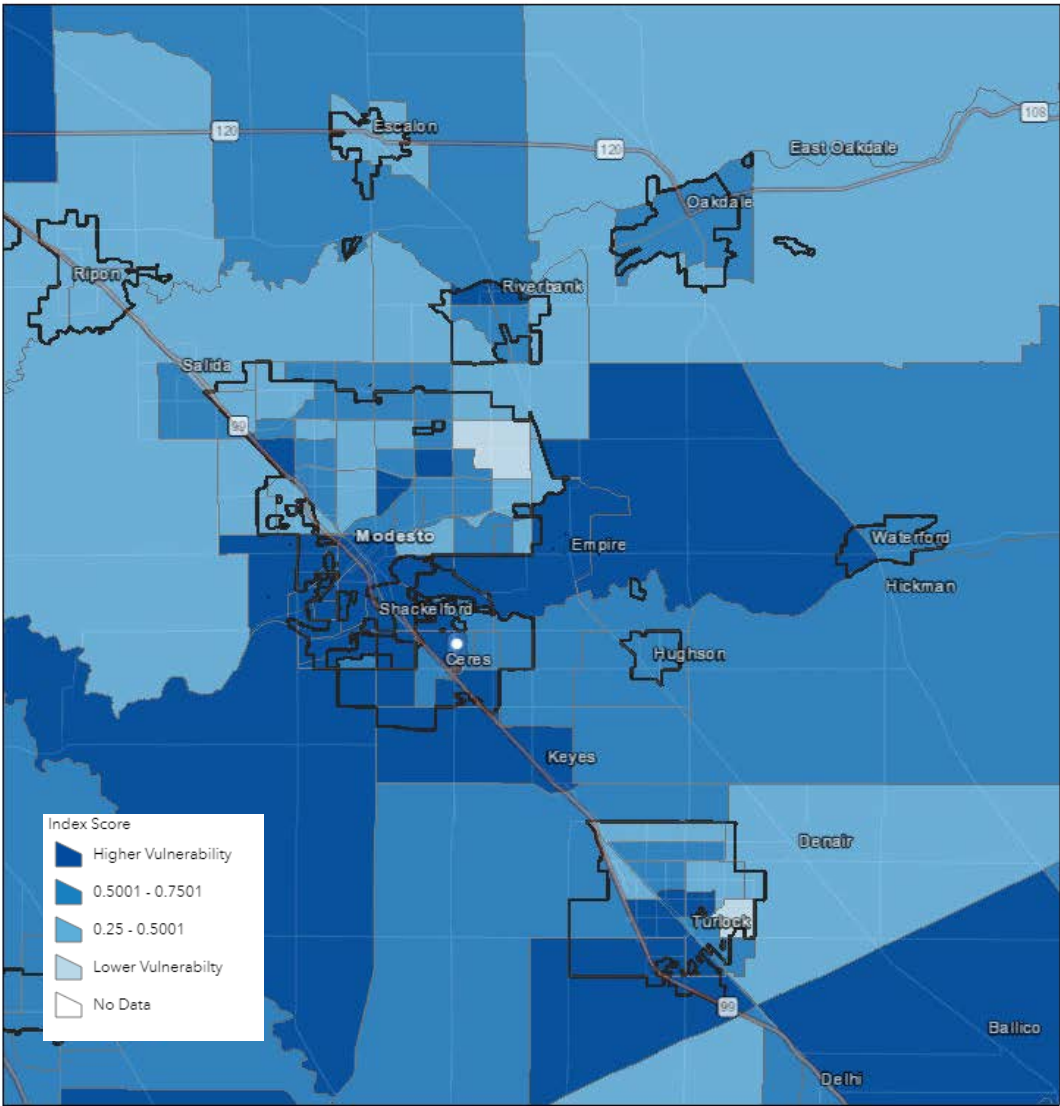 120
Escalon
120
108
East Oakdale
Oakdale
Ripon
Riverbank
Salida
99
Modesto
Empire
Waterford
Hickman
Shackelford
Ceres
Hughson
Keyes
Index Score
Higher Vulnerability
0.5001 - 0.7501
0.25 - 0.5001
Lower Vulnerabilty
No Data
Denair
Turlock
99
Ballico
Delhi